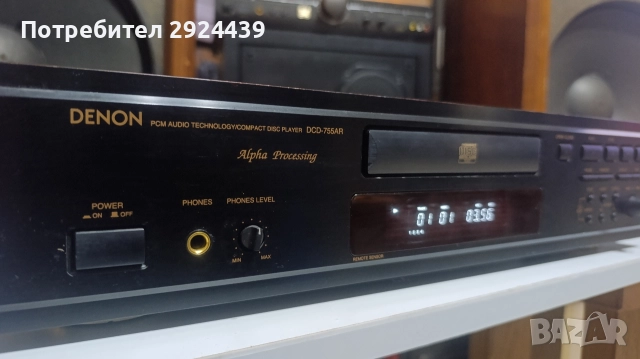 Потребител 2924439
DENON PCM AUDIO TECHNOLOGY/COMPACT DISC PLAYER DCD-755AR
Alpha Processing
POWER
ON OFF
PHONES
PHONES LEVEL
MIN MAX
01 01 03:56
REMOTE SENSOR
BAZAR